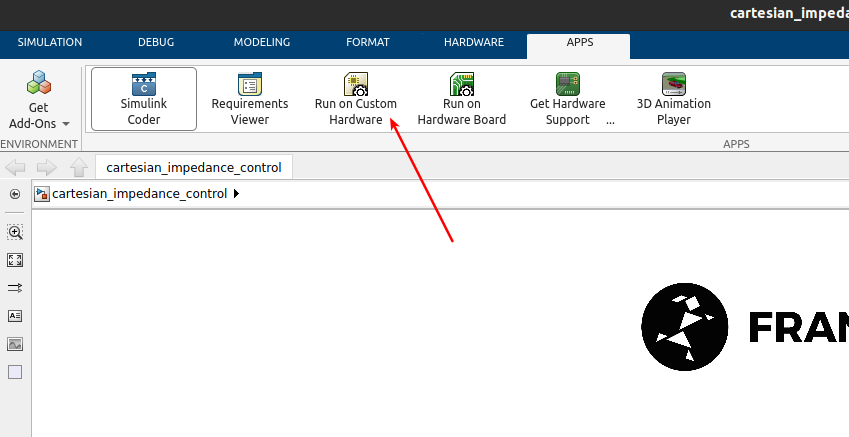 cartesian_impeda
SIMULATION DEBUG MODELING FORMAT HARDWARE APPS
Get
Add-Ons
Simulink
Coder
Requirements
Viewer
Run on Custom
Hardware
Run on
Hardware Board
Get Hardware
Support ...
3D Animation
Player
ENVIRONMENT APPS
cartesian_impedance_control
cartesian_impedance_control
FRAN